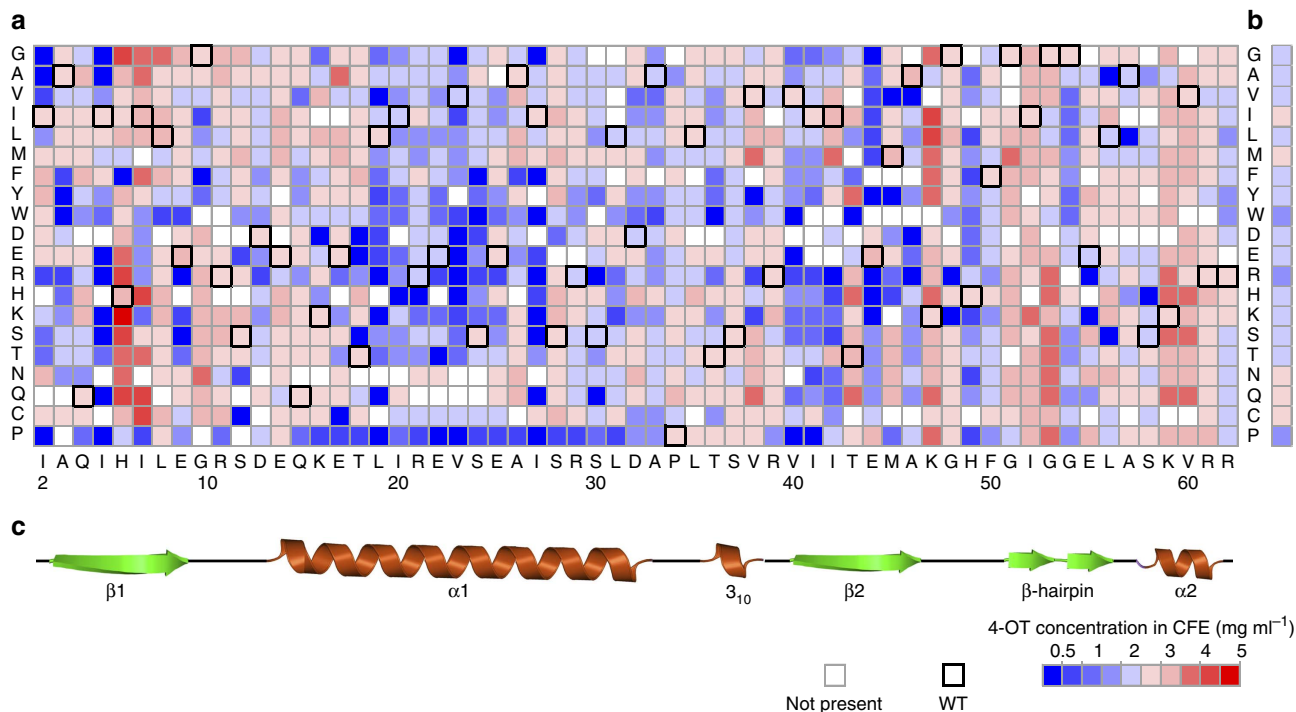 a
b
G G
A A
V V
I I
L L
M M
F F
Y Y
W W
D D
E E
R R
H H
K K
S S
T T
N N
Q Q
C C
P P
I A Q I H I L E G R S D E Q K E T L I R E V S E A I S R S L D A P L T S V R V I I T E M A K G H F G I G G E L A S K V R R
2 10 20 30 40 50 60
c
β1 α1 3₁₀ β2 β-hairpin α2
4-OT concentration in CFE (mg ml⁻¹)
0.5 1 2 3 4 5
Not present WT